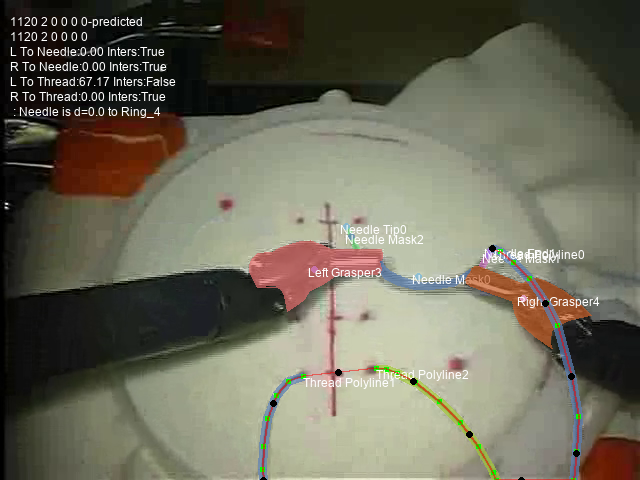 1120 2 0 0 0 0-predicted
1120 2 0 0 0 0
L To Needle:0.00 Inters:True
R To Needle:0.00 Inters:True
L To Thread:67.17 Inters:False
R To Thread:0.00 Inters:True
: Needle is d=0.0 to Ring_4
Needle Tip0
Needle Mask2
Left Grasper3
Needle Mask0
Right Grasper4
Thread Polyline1
Thread Polyline2